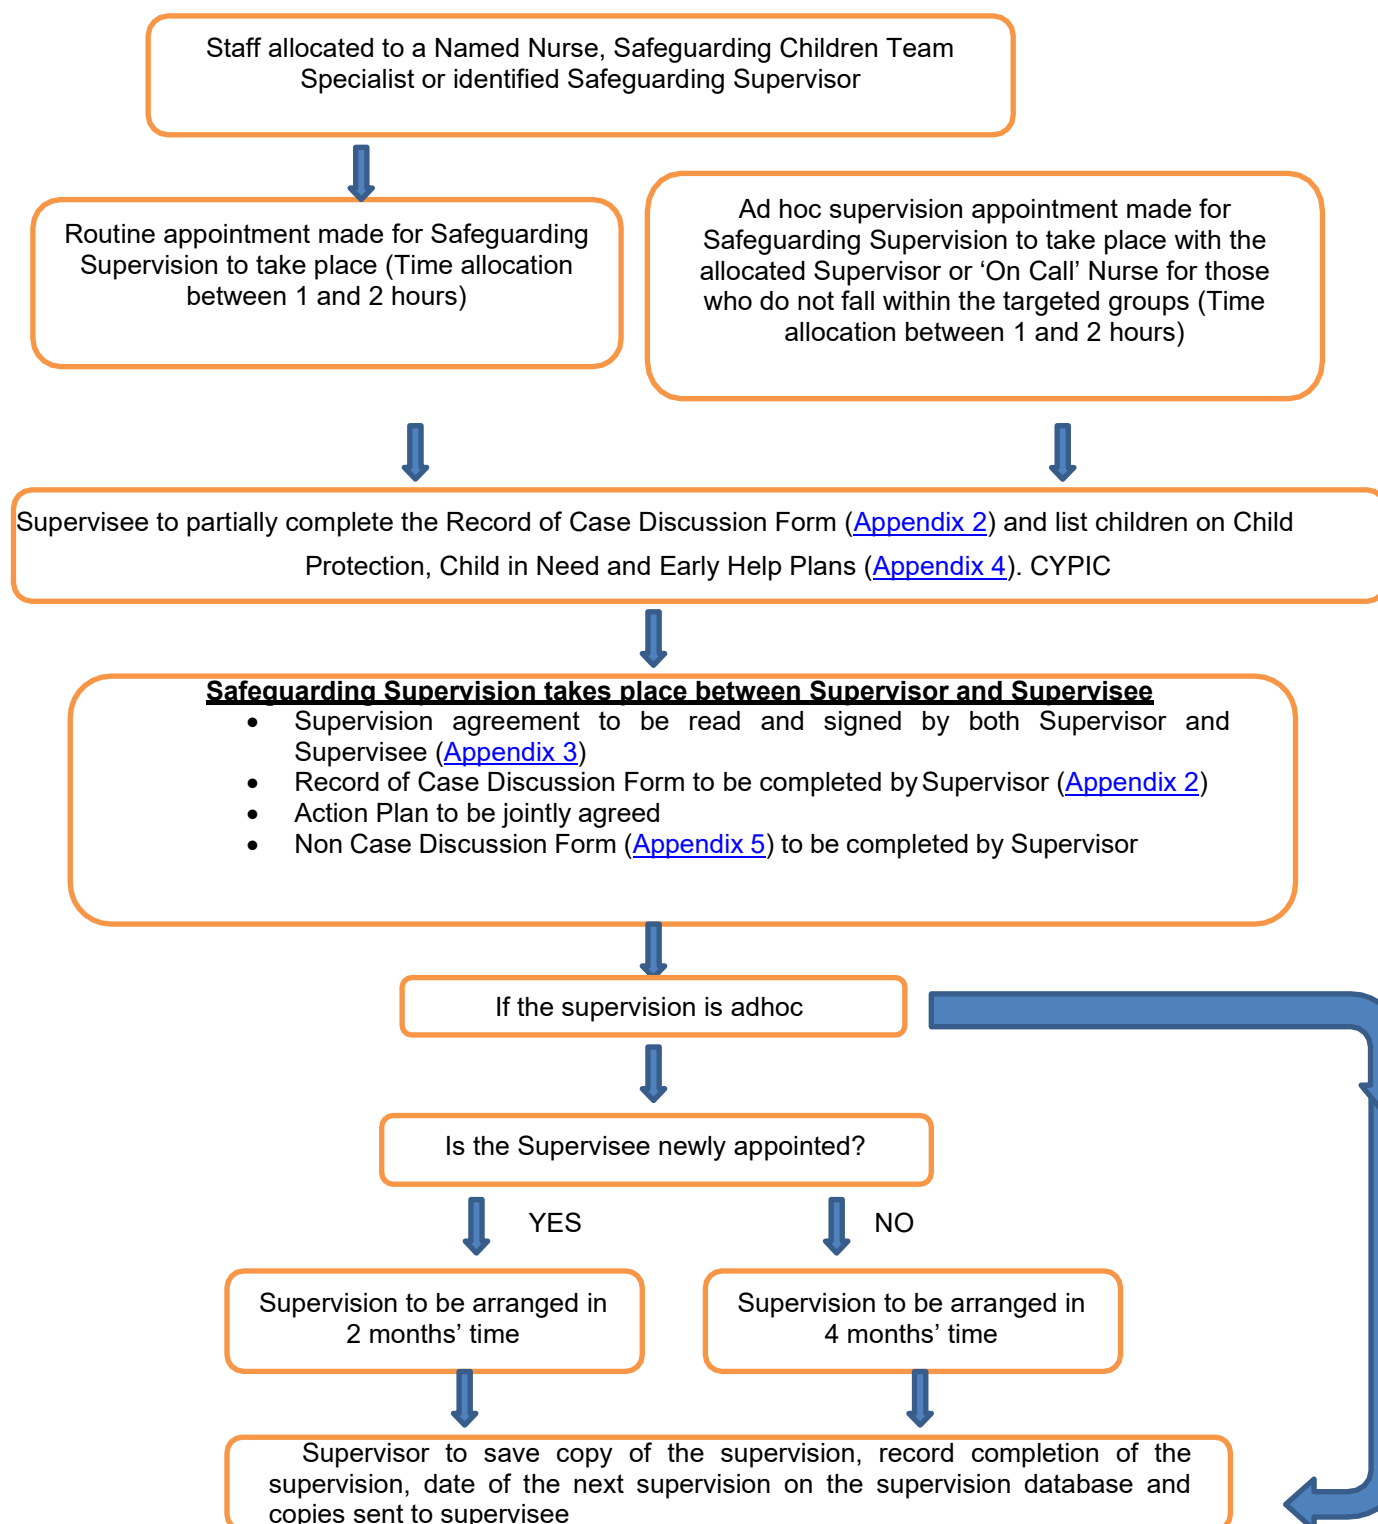 Staff allocated to a Named Nurse, Safeguarding Children Team
Specialist or identified Safeguarding Supervisor
Routine appointment made for Safeguarding
Supervision to take place (Time allocation
between 1 and 2 hours)
Ad hoc supervision appointment made for
Safeguarding Supervision to take place with the
allocated Supervisor or ‘On Call’ Nurse for those
who do not fall within the targeted groups (Time
allocation between 1 and 2 hours)
Supervisee to partially complete the Record of Case Discussion Form (Appendix 2) and list children on Child
Protection, Child in Need and Early Help Plans (Appendix 4). CYPIC
Safeguarding Supervision takes place between Supervisor and Supervisee
• Supervision agreement to be read and signed by both Supervisor and
Supervisee (Appendix 3)
• Record of Case Discussion Form to be completed by Supervisor (Appendix 2)
• Action Plan to be jointly agreed
• Non Case Discussion Form (Appendix 5) to be completed by Supervisor
If the supervision is adhoc
Is the Supervisee newly appointed?
YES
NO
Supervision to be arranged in
2 months’ time
Supervision to be arranged in
4 months’ time
Supervisor to save copy of the supervision, record completion of the
supervision, date of the next supervision on the supervision database and
copies sent to supervisee